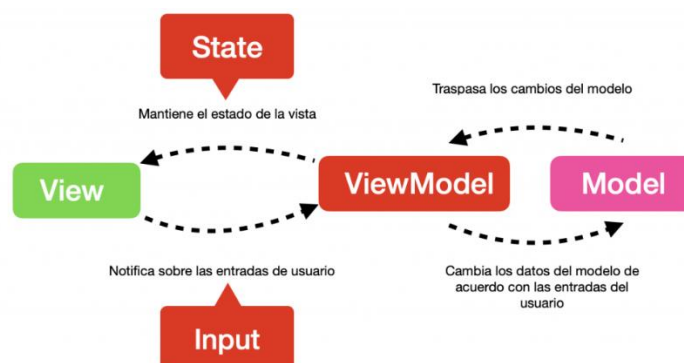 State
Mantiene el estado de la vista
Traspasa los cambios del modelo
View
ViewModel
Model
Notifica sobre las entradas de usuario
Cambia los datos del modelo de
acuerdo con las entradas del
usuario
Input